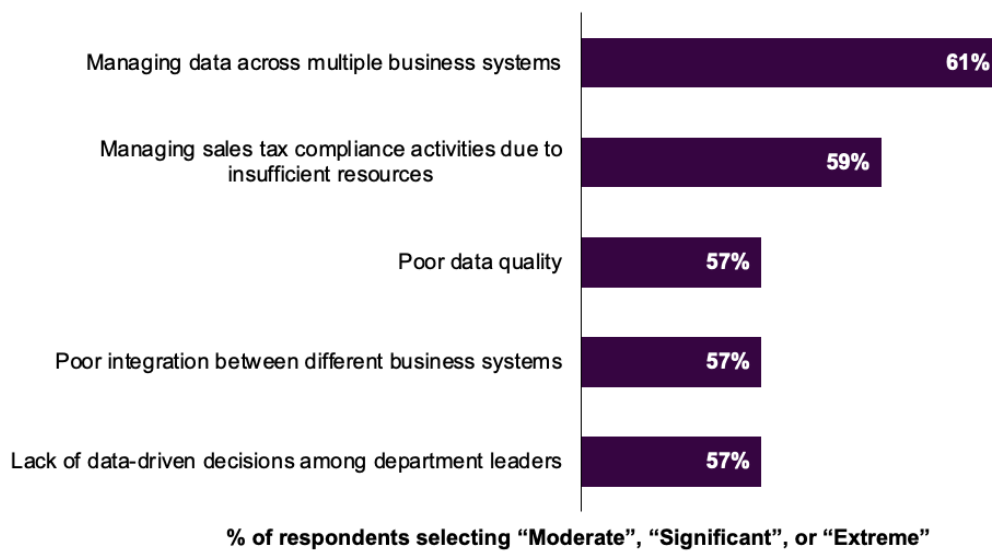 Managing data across multiple business systems
61%
Managing sales tax compliance activities due to
insufficient resources
59%
Poor data quality
57%
Poor integration between different business systems
57%
Lack of data-driven decisions among department leaders
57%
% of respondents selecting “Moderate”, “Significant”, or “Extreme”